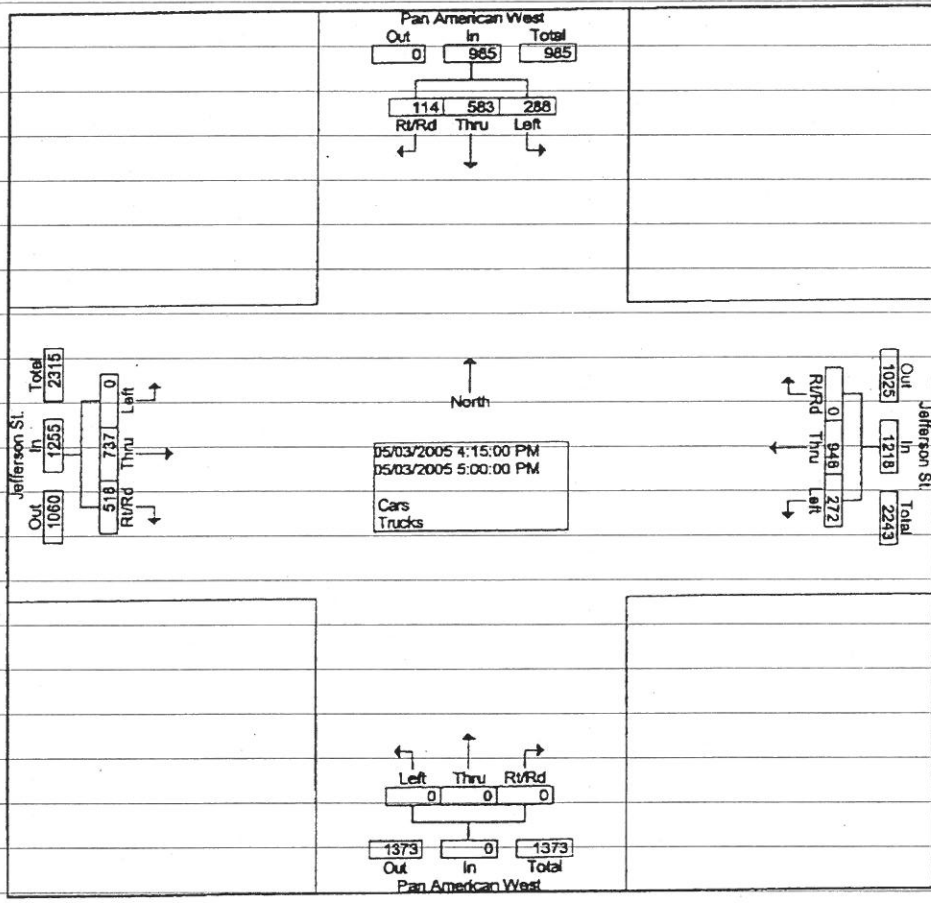 Pan American West
Out In Total
0 985 985
114 583 288
Rt/Rd Thru Left
Jefferson St.
Total In Out
2315 1255 1060
0 737 518
Left Thru Rt/Rd
North
05/03/2005 4:15:00 PM
05/03/2005 5:00:00 PM
Cars
Trucks
Rt/Rd Thru Left
0 946 272
1025 1218 2243
Out In Total
Jefferson St.
Left Thru Rt/Rd
0 0 0
1373 0 1373
Out In Total
Pan American West